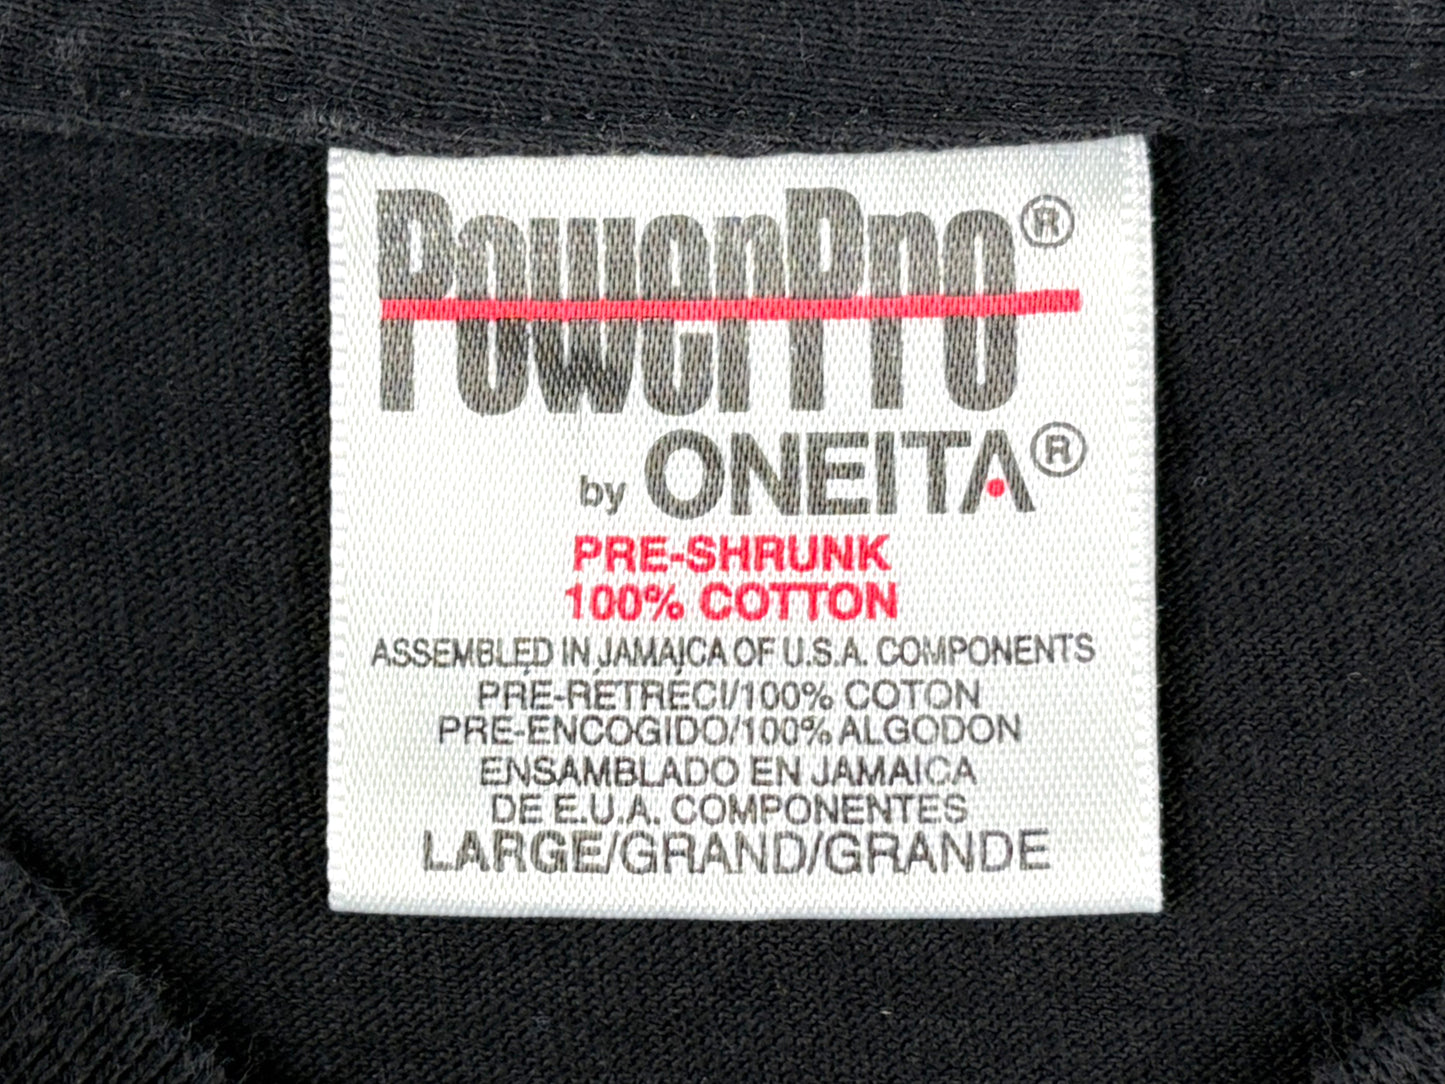 PowerPro®
by ONEITA®
PRE-SHRUNK
100% COTTON
ASSEMBLED IN JAMAICA OF U.S.A. COMPONENTS
PRE-RETRECI/100% COTON
PRE-ENCOGIDO/100% ALGODON
ENSAMBLADO EN JAMAICA
DE E.U.A. COMPONENTES
LARGE/GRAND/GRANDE